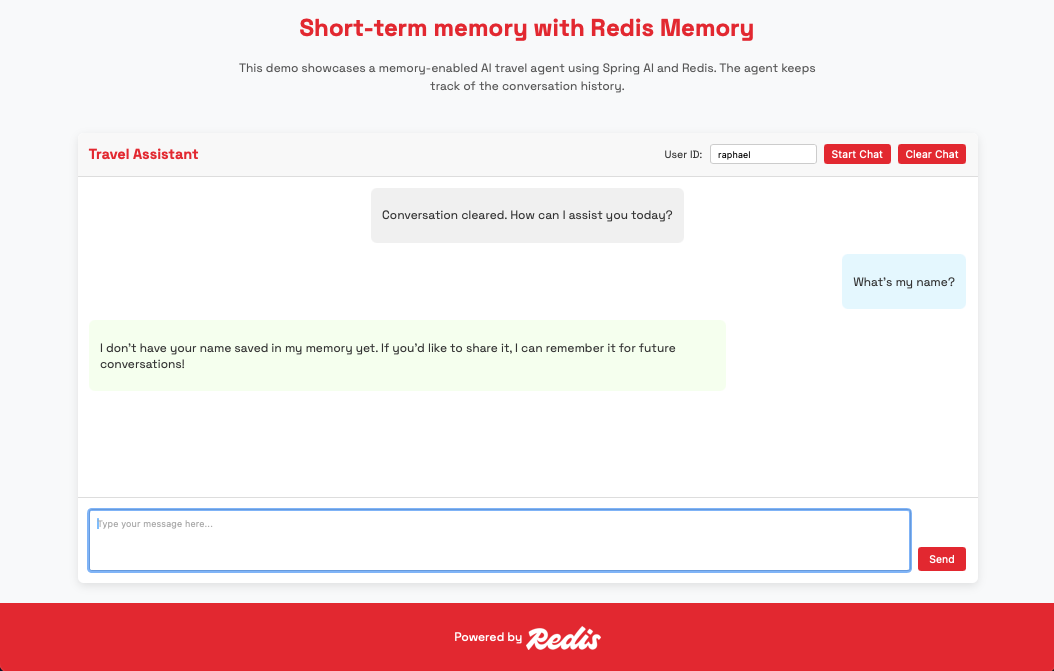 Short-term memory with Redis Memory
This demo showcases a memory-enabled AI travel agent using Spring AI and Redis. The agent keeps
track of the conversation history.
Travel Assistant
User ID:
raphael
Start Chat
Clear Chat
Conversation cleared. How can I assist you today?
What's my name?
I don't have your name saved in my memory yet. If you'd like to share it, I can remember it for future
conversations!
Type your message here...
Send
Powered by Redis